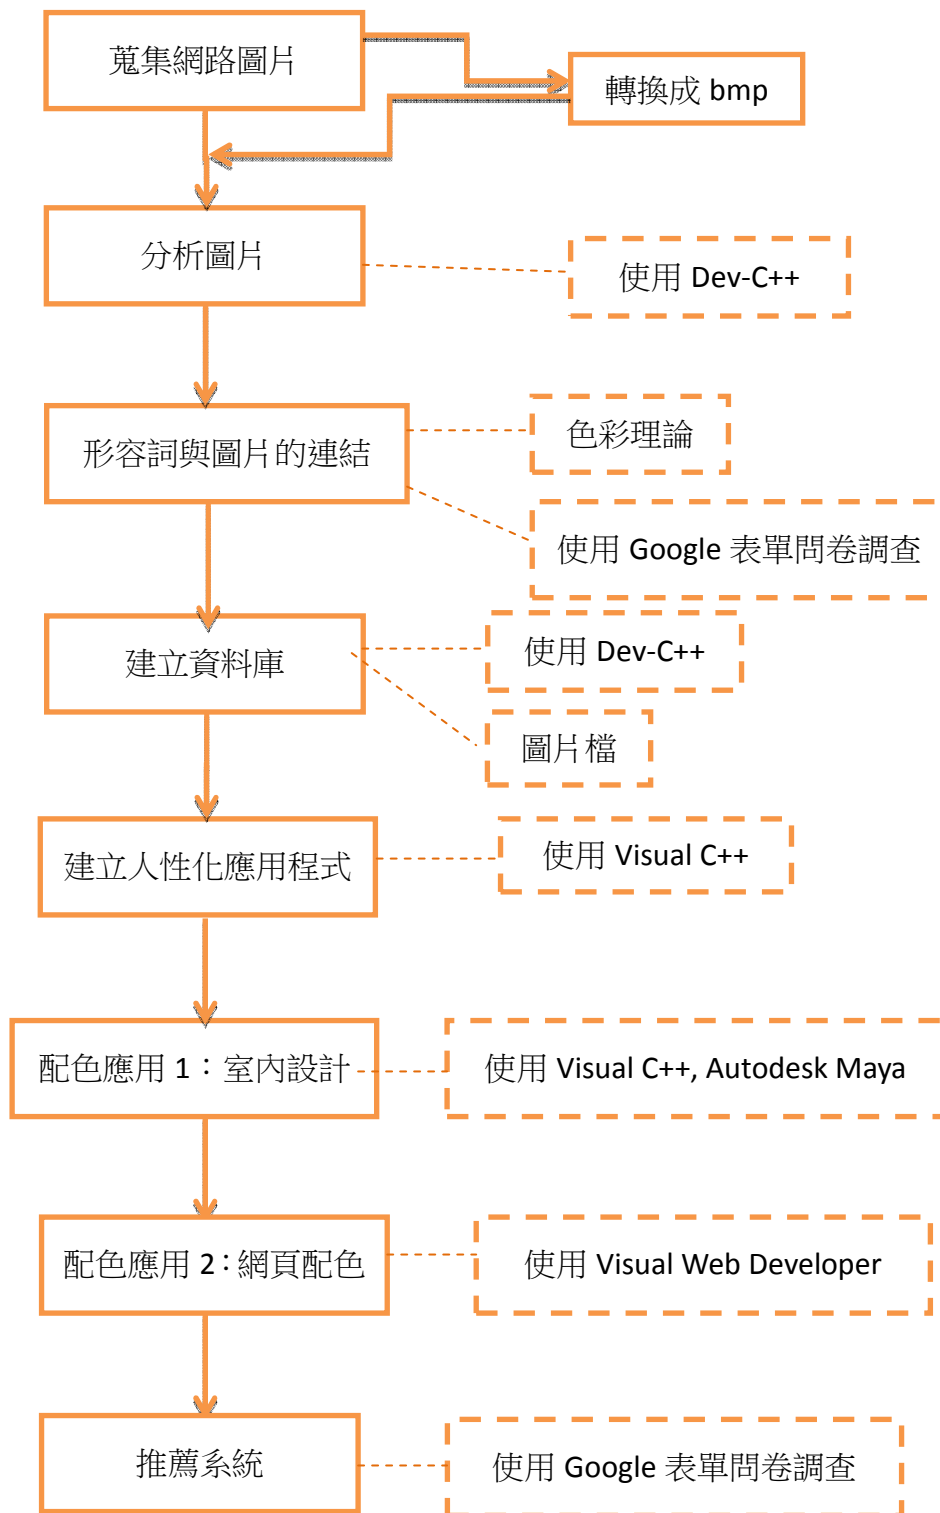 蒐集網路圖片
轉換成 bmp
分析圖片
使用 Dev-C++
形容詞與圖片的連結
色彩理論
使用 Google 表單問卷調查
建立資料庫
使用 Dev-C++
圖片檔
建立人性化應用程式
使用 Visual C++
配色應用 1：室內設計
使用 Visual C++, Autodesk Maya
配色應用 2：網頁配色
使用 Visual Web Developer
推薦系統
使用 Google 表單問卷調查